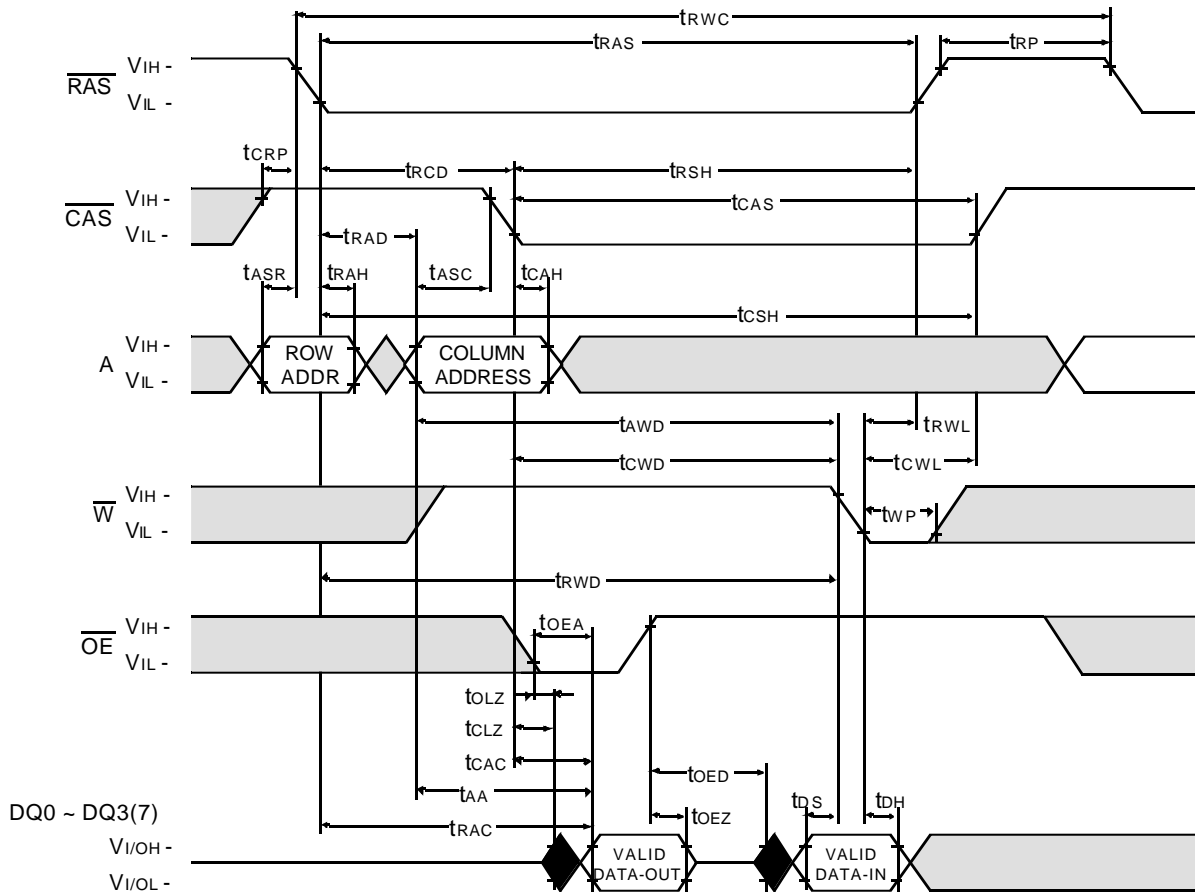 tRWC
tRAS
tRP
RAS
VIH -
VIL -
tCRP
tRCD
tRSH
CAS
VIH -
VIL -
tCAS
tRAD
tASR
tRAH
tASC
tCAH
tCSH
A
VIH -
VIL -
ROW
ADDR
COLUMN
ADDRESS
tAWD
tRWL
tCWD
tCWL
W
VIH -
VIL -
tWP
tRWD
OE
VIH -
VIL -
tOEA
tOLZ
tCLZ
tCAC
tOED
tAA
tDS
tDH
DQ0 ~ DQ3(7)
tRAC
tOEZ
VI/OH -
VI/OL -
VALID
DATA-OUT
VALID
DATA-IN